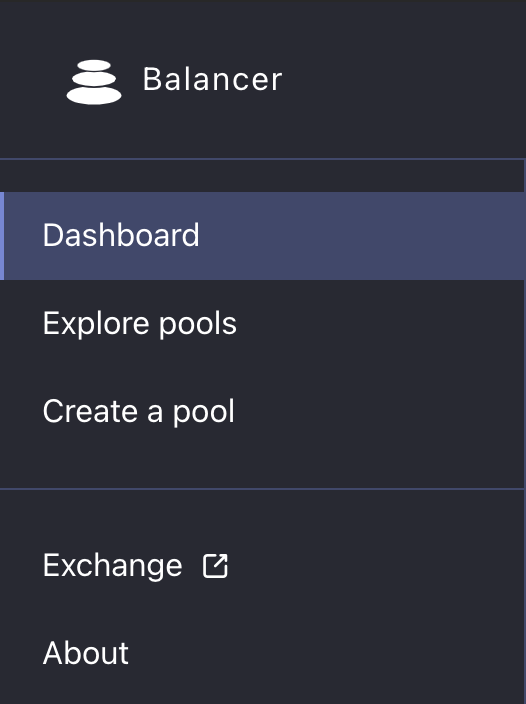 Balancer
Dashboard
Explore pools
Create a pool
Exchange
About